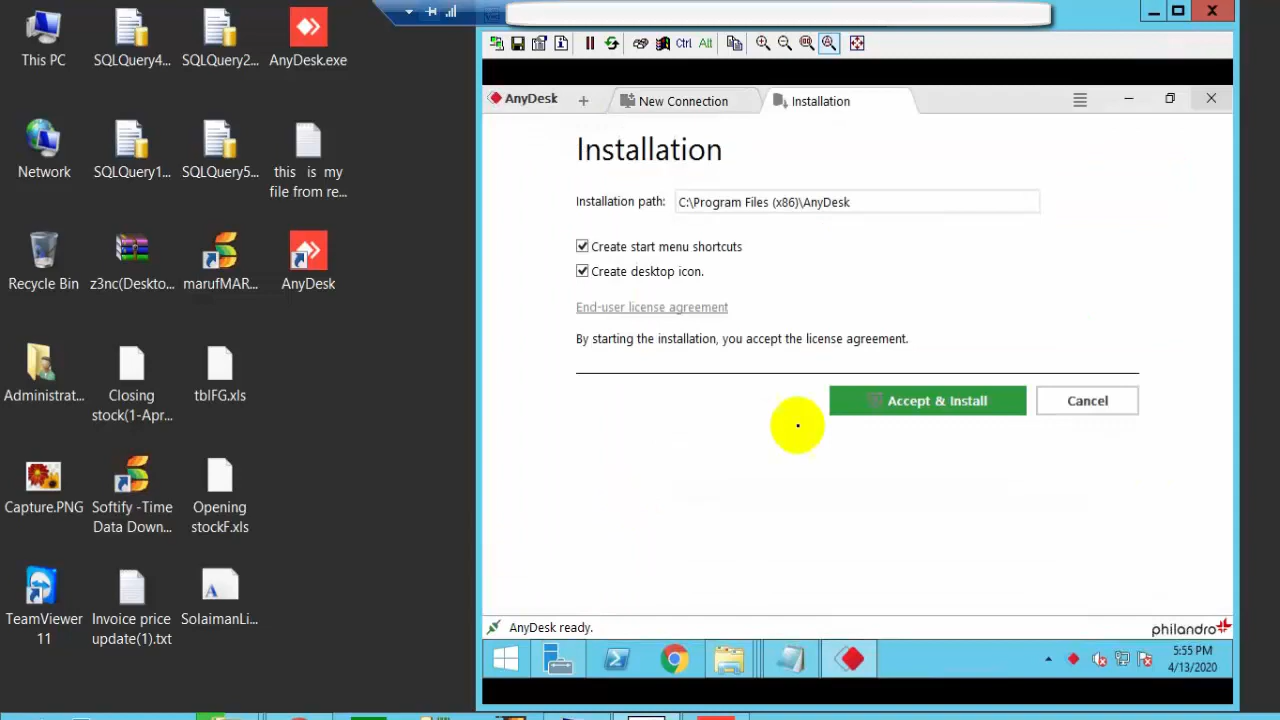 This PC
SQLQuery4...
SQLQuery2...
AnyDesk.exe
Network
SQLQuery1...
SQLQuery5...
this is my
file from re...
Recycle Bin
z3nc(Deskto...
marufMAR...
AnyDesk
Administrat...
Closing
stock(1-Apr...
tblFG.xls
Capture.PNG
Softify -Time
Data Down...
Opening
stockF.xls
TeamViewer
11
Invoice price
update(1).txt
SolaimanLi...
Ctrl Alt
AnyDesk
New Connection
Installation
Installation
Installation path: C:\Program Files (x86)\AnyDesk
Create start menu shortcuts
Create desktop icon.
End-user license agreement
By starting the installation, you accept the license agreement.
Accept & Install
Cancel
AnyDesk ready.
philandro
5:55 PM
4/13/2020